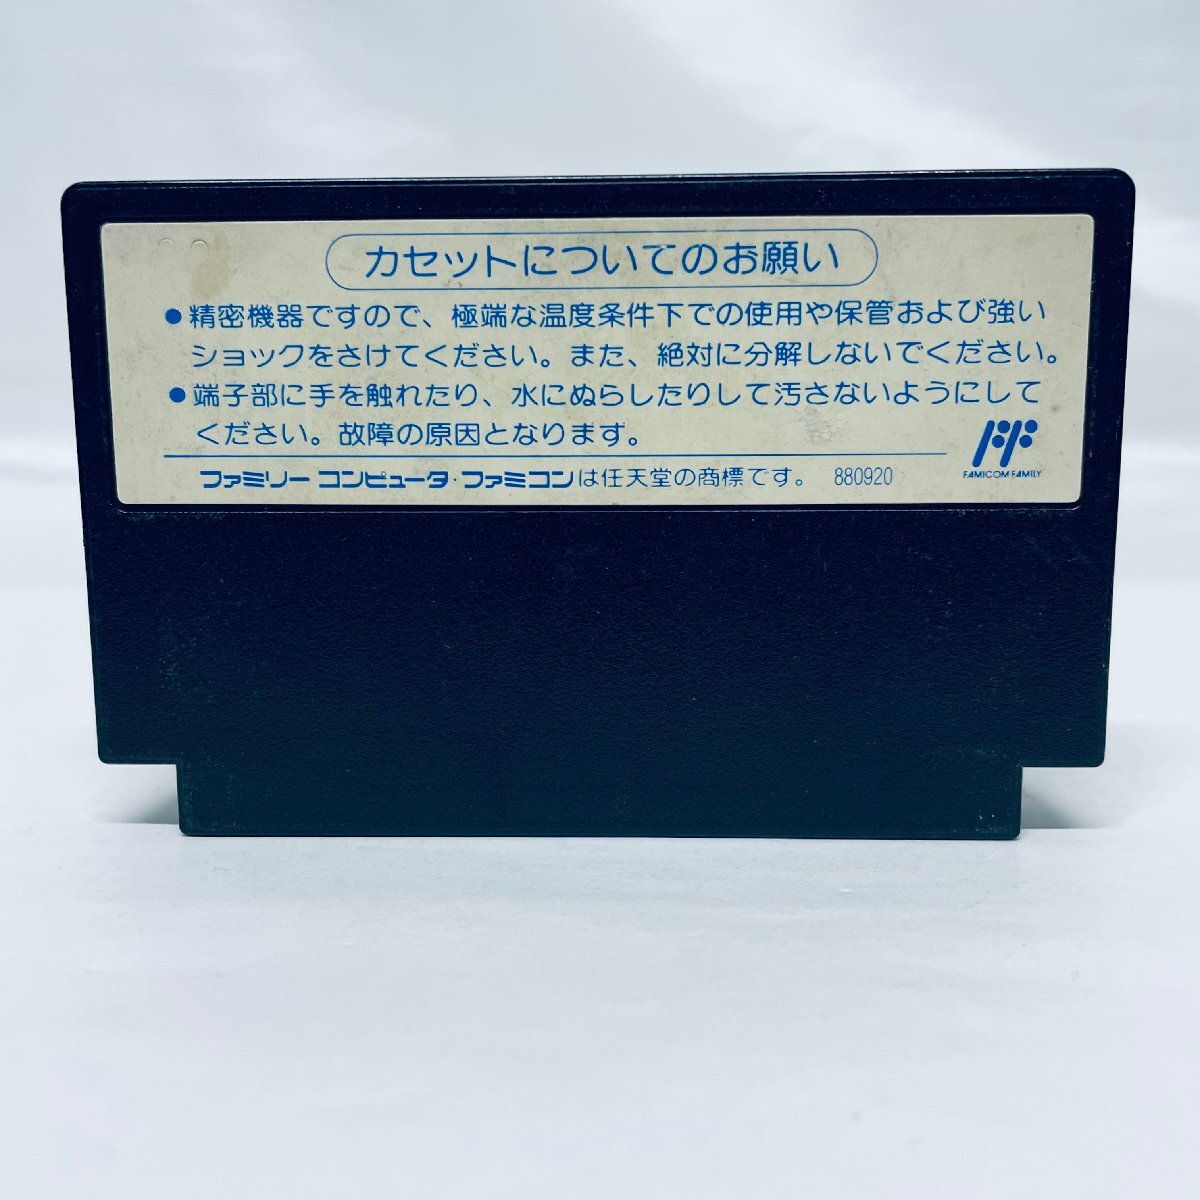 カセットについてのお願い
●精密機器ですので、極端な温度条件下での使用や保管および強い
ショックをさけてください。また、絶対に分解しないでください。
●端子部に手を触れたり、水にぬらしたりして汚さないようにして
ください。故障の原因となります。
ファミリーコンピュータ・ファミコンは任天堂の商標です。 880920
FAMICOM FAMILY